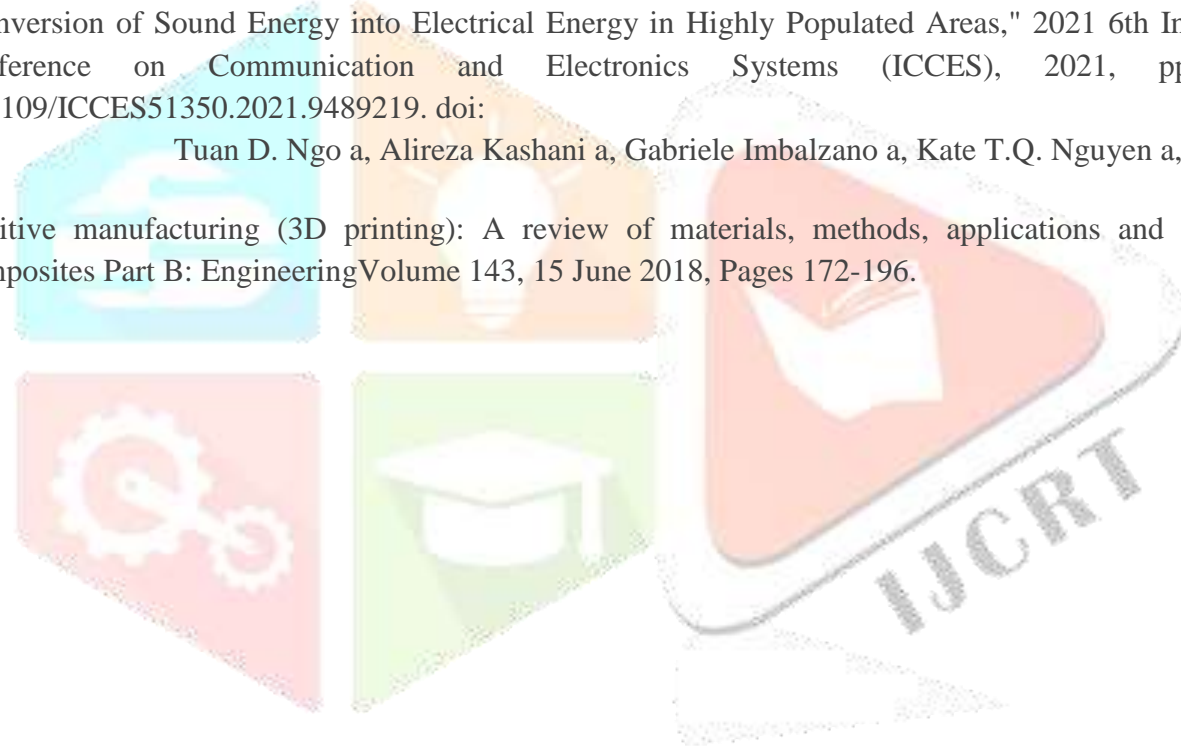 nversion of Sound Energy into Electrical Energy in Highly Populated Areas," 2021 6th In
ference on Communication and Electronics Systems (ICCES), 2021, pp
109/ICCES51350.2021.9489219. doi:
Tuan D. Ngo a, Alireza Kashani a, Gabriele Imbalzano a, Kate T.Q. Nguyen a,
itive manufacturing (3D printing): A review of materials, methods, applications and
mposites Part B: EngineeringVolume 143, 15 June 2018, Pages 172-196.
IJCRT